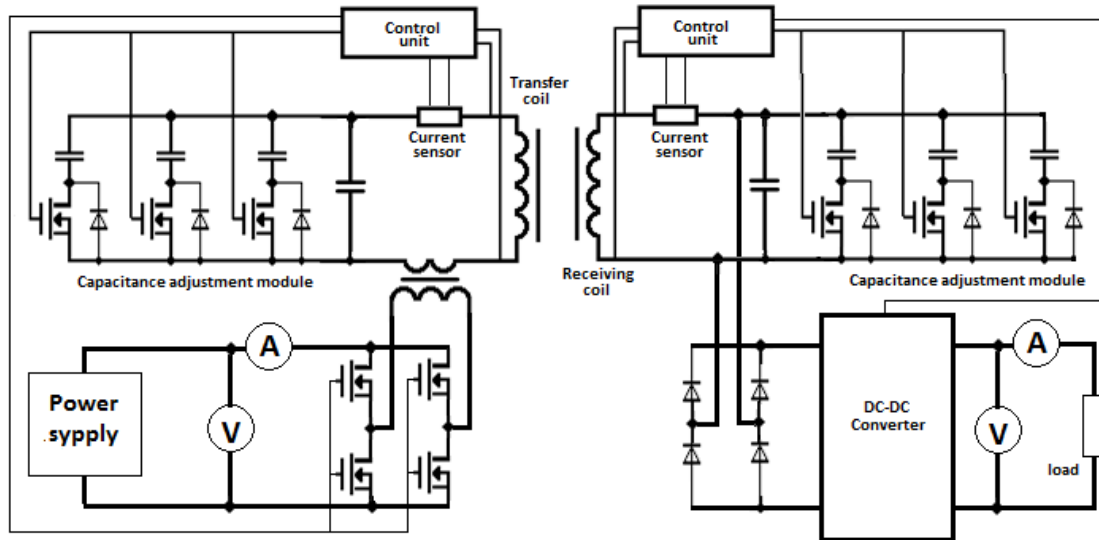 Control
unit
Control
unit
Transfer
coil
Current
sensor
Current
sensor
Capacitance adjustment module
Receiving
coil
Capacitance adjustment module
A
Power
.sypply
V
DC-DC
Converter
A
V
load